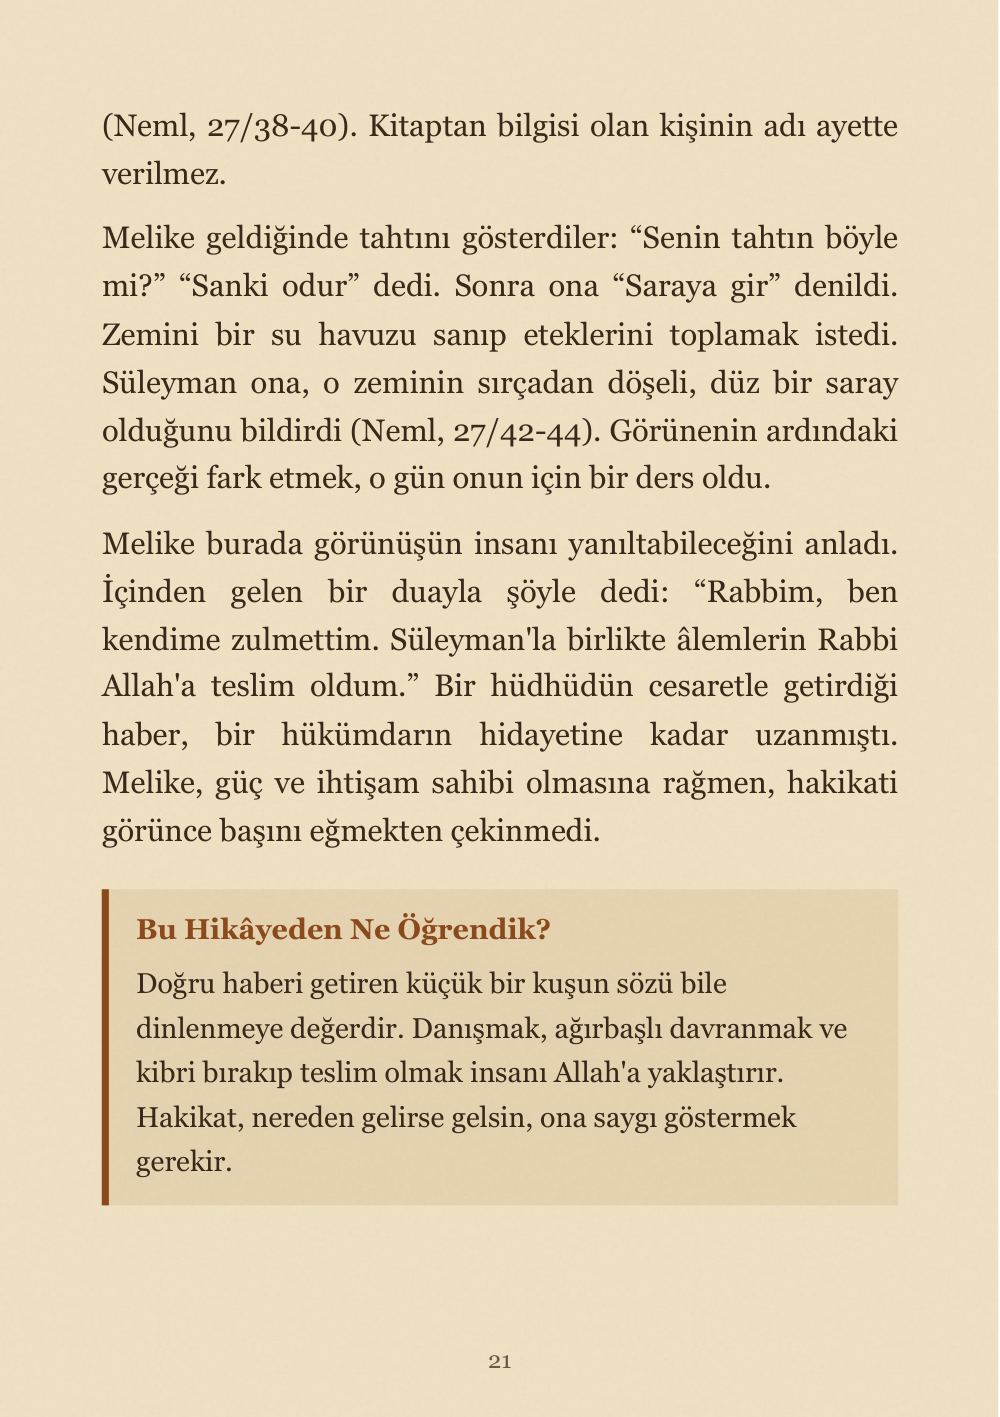 (Neml, 27/38-40). Kitaptan bilgisi olan kişinin adı ayette
verilmez.
Melike geldiğinde tahtını gösterdiler: “Senin tahtın böyle
mi?” “Sanki odur” dedi. Sonra ona “Saraya gir” denildi.
Zemini bir su havuzu sanıp eteklerini toplamak istedi.
Süleyman ona, o zeminin sırçadan döşeli, düz bir saray
olduğunu bildirdi (Neml, 27/42-44). Görünenin ardındaki
gerçeği fark etmek, o gün onun için bir ders oldu.
Melike burada görünüşün insanı yanıltabileceğini anladı.
İçinden gelen bir duayla şöyle dedi: “Rabbim, ben
kendime zulmettim. Süleyman'la birlikte âlemlerin Rabbi
Allah'a teslim oldum.” Bir hüdhüdün cesaretle getirdiği
haber, bir hükümdarın hidayetine kadar uzanmıştı.
Melike, güç ve ihtişam sahibi olmasına rağmen, hakikati
görünce başını eğmekten çekinmedi.
Bu Hikâyeden Ne Öğrendik?
Doğru haberi getiren küçük bir kuşun sözü bile
dinlenmeye değerdir. Danışmak, ağırbaşlı davranmak ve
kibri bırakıp teslim olmak insanı Allah'a yaklaştırır.
Hakikat, nereden gelirse gelsin, ona saygı göstermek
gerekir.
21